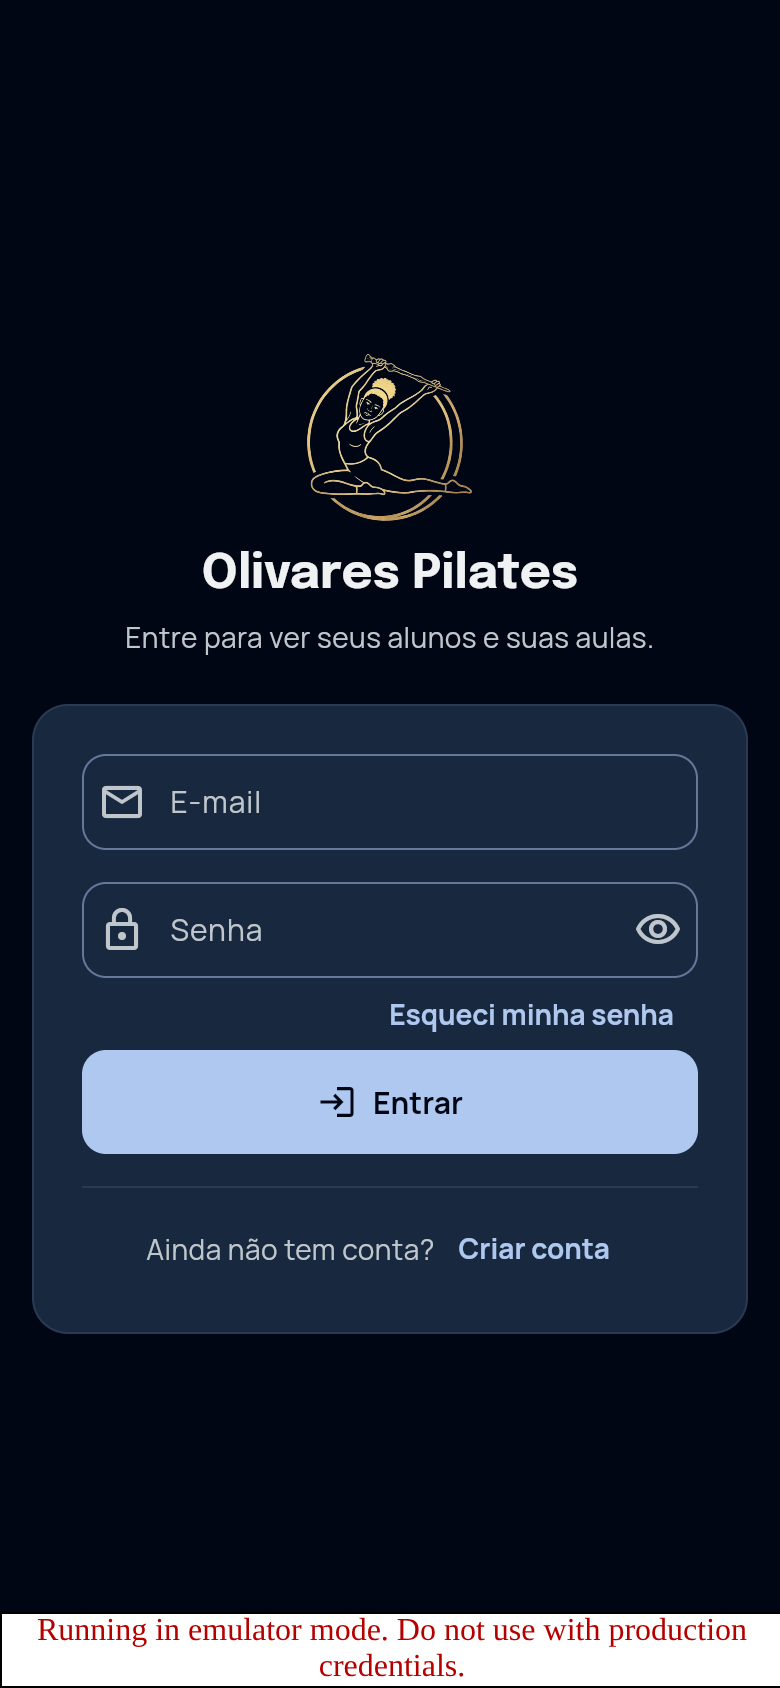 Olivares Pilates
Entre para ver seus alunos e suas aulas.
E-mail
Senha
Esqueci minha senha
Entrar
Ainda não tem conta? Criar conta
Running in emulator mode. Do not use with production
credentials.